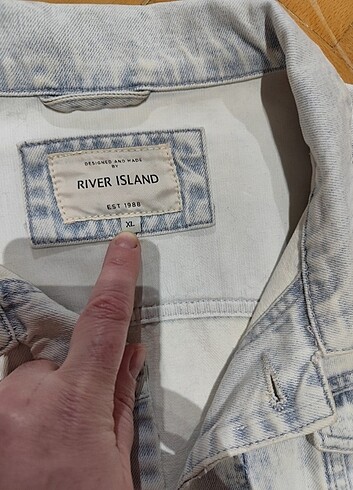 DESIGNED AND MADE
BY
RIVER ISLAND
EST 1988
XL